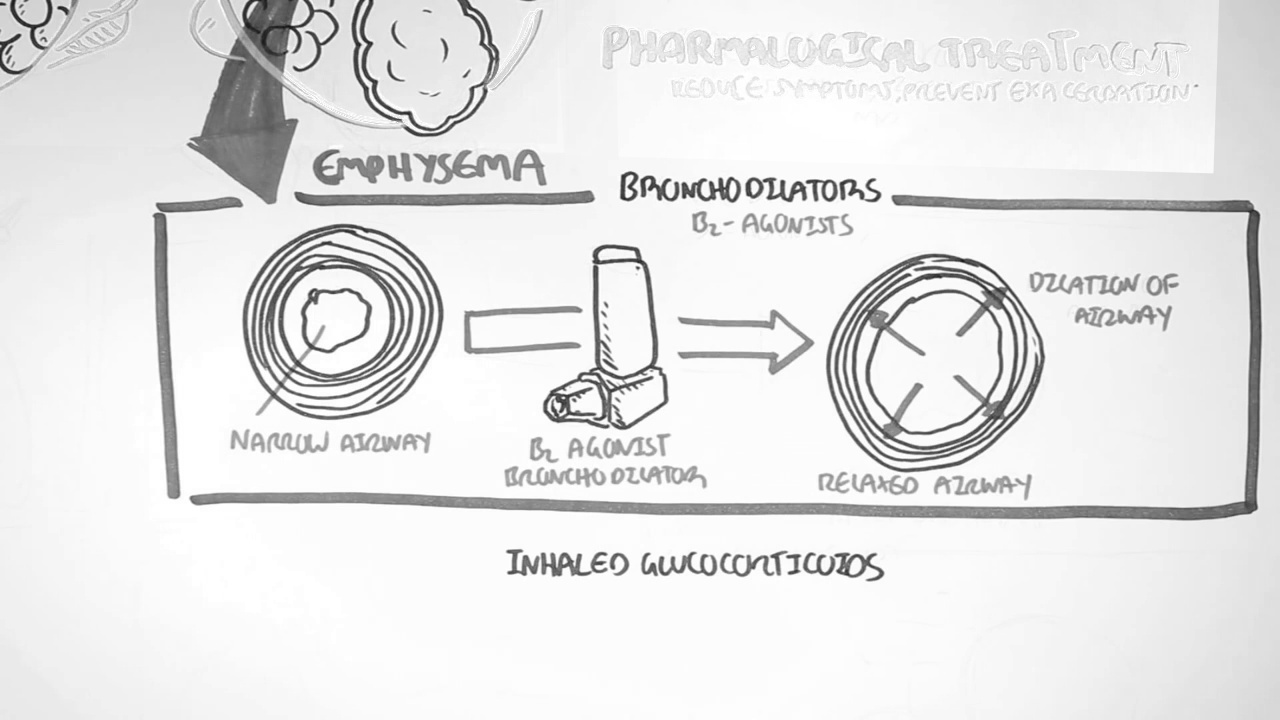 PHARMALOGICAL TREATMENT
REDUCE SYMPTOMS, PREVENT EXACERBATION
EMPHYSEMA
BRONCHODILATORS
B2- AGONISTS
DILATION OF
AIRWAY
NARROW AIRWAY
B2 AGONIST
BRONCHODILATOR
RELAXED AIRWAY
INHALED GLUCOCORTICOIDS